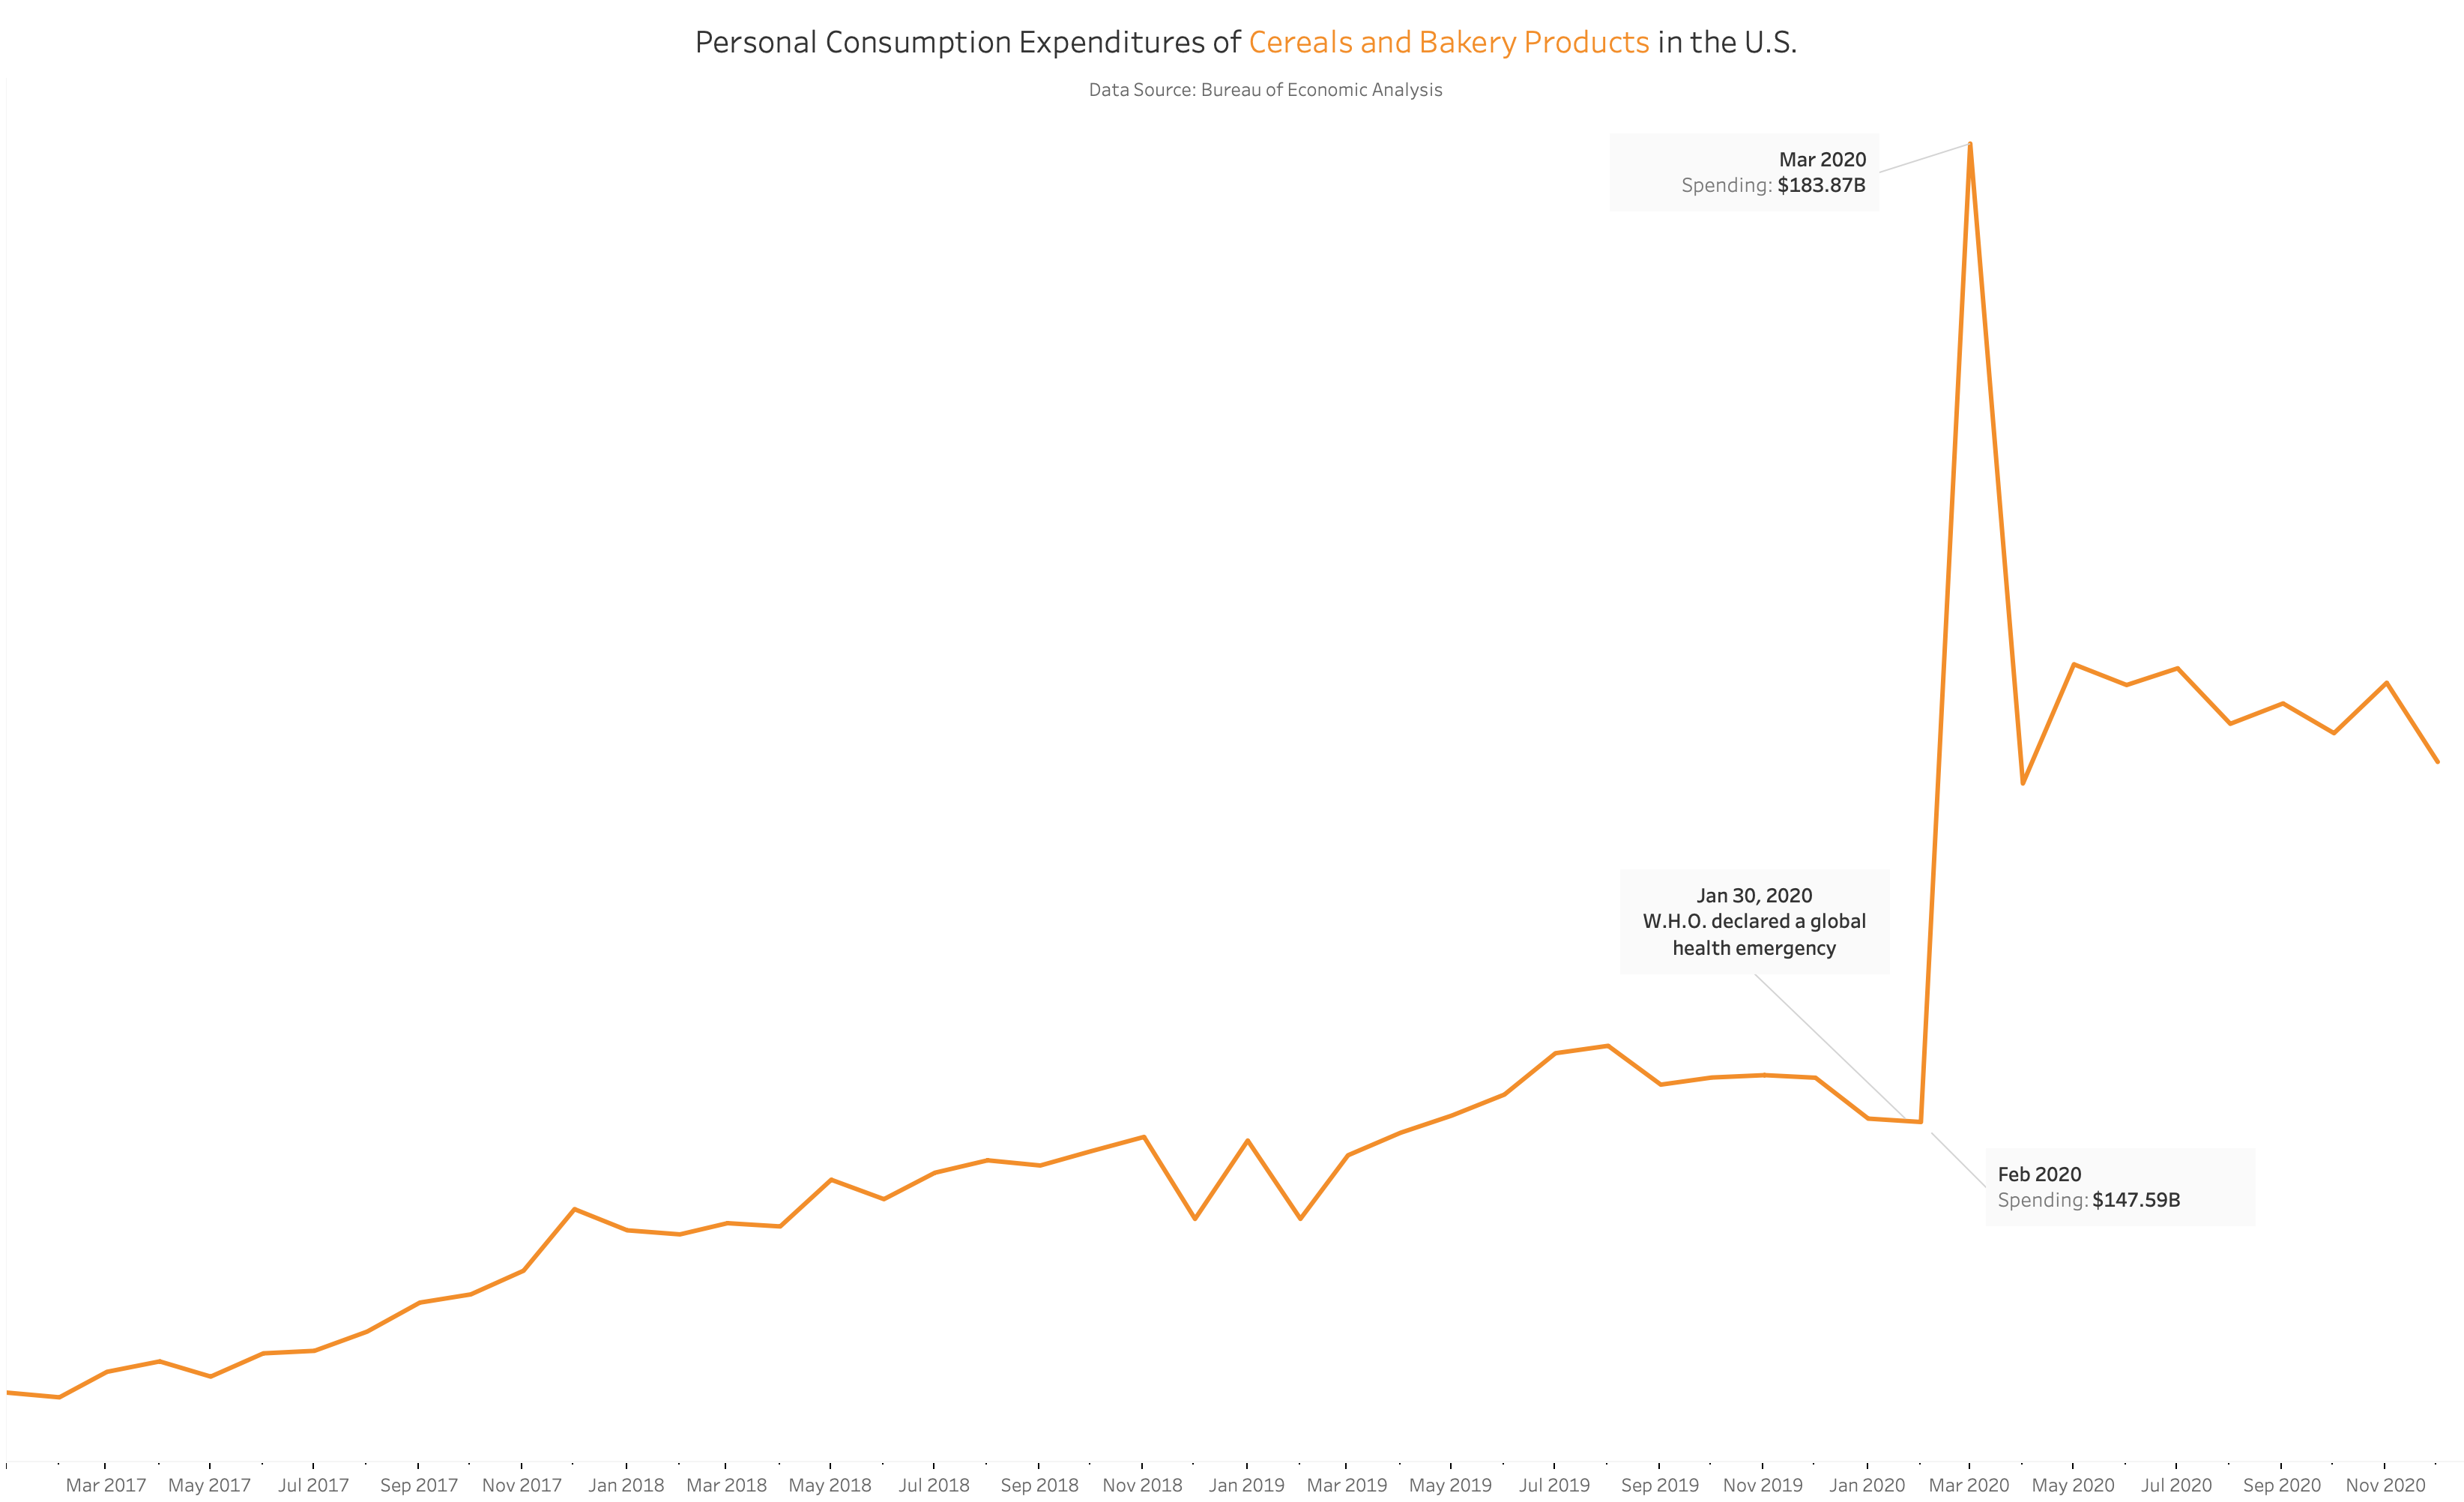 Personal Consumption Expenditures of Cereals and Bakery Products in the U.S.
Data Source: Bureau of Economic Analysis
Mar 2020
Spending: $183.87B
Jan 30, 2020
W.H.O. declared a global
health emergency
Feb 2020
Spending: $147.59B
Mar 2017 May 2017 Jul 2017 Sep 2017 Nov 2017 Jan 2018 Mar 2018 May 2018 Jul 2018 Sep 2018 Nov 2018 Jan 2019 Mar 2019 May 2019 Jul 2019 Sep 2019 Nov 2019 Jan 2020 Mar 2020 May 2020 Jul 2020 Sep 2020 Nov 2020